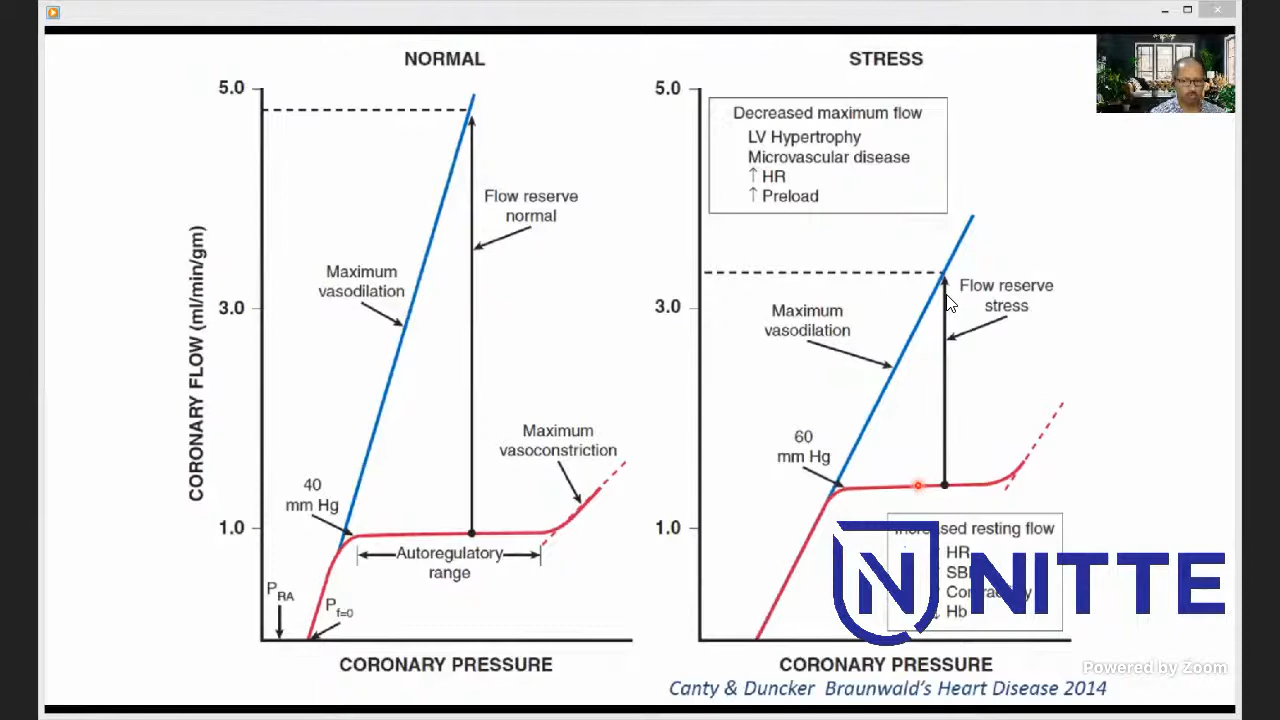 NORMAL
5.0
3.0
1.0
CORONARY FLOW (ml/min/gm)
Flow reserve
normal
Maximum
vasodilation
Maximum
vasoconstriction
40
mm Hg
Autoregulatory
range
PRA
Pf=0
CORONARY PRESSURE
STRESS
5.0
3.0
1.0
Decreased maximum flow
LV Hypertrophy
Microvascular disease
↑ HR
↑ Preload
Flow reserve
stress
Maximum
vasodilation
60
mm Hg
resting flow
HR
Hb
NITTE
CORONARY PRESSURE
Powered by Zoom
Canty & Duncker Braunwald's Heart Disease 2014